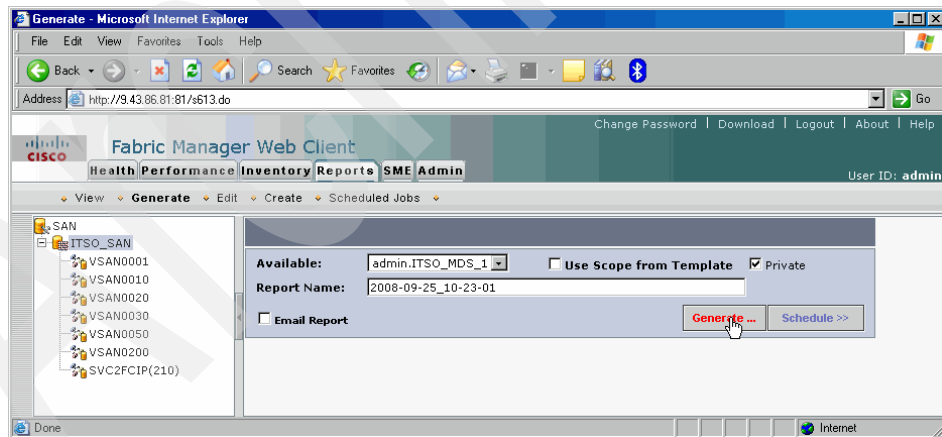 Generate - Microsoft Internet Explorer
File Edit View Favorites Tools Help
Back Search Favorites
Address http://9.43.86.81:81/s613.do Go
Change Password | Download | Logout | About | Help
CISCO Fabric Manager Web Client
Health Performance Inventory Reports SME Admin
User ID: admin
View Generate Edit Create Scheduled Jobs
SAN
ITSO_SAN
VSAN0001
VSAN0010
VSAN0020
VSAN0030
VSAN0050
VSAN0200
SVC2FCIP(210)
Available: admin.ITSO_MDS_1 Use Scope from Template Private
Report Name: 2008-09-25_10-23-01
Email Report Generate ... Schedule >>
Done Internet